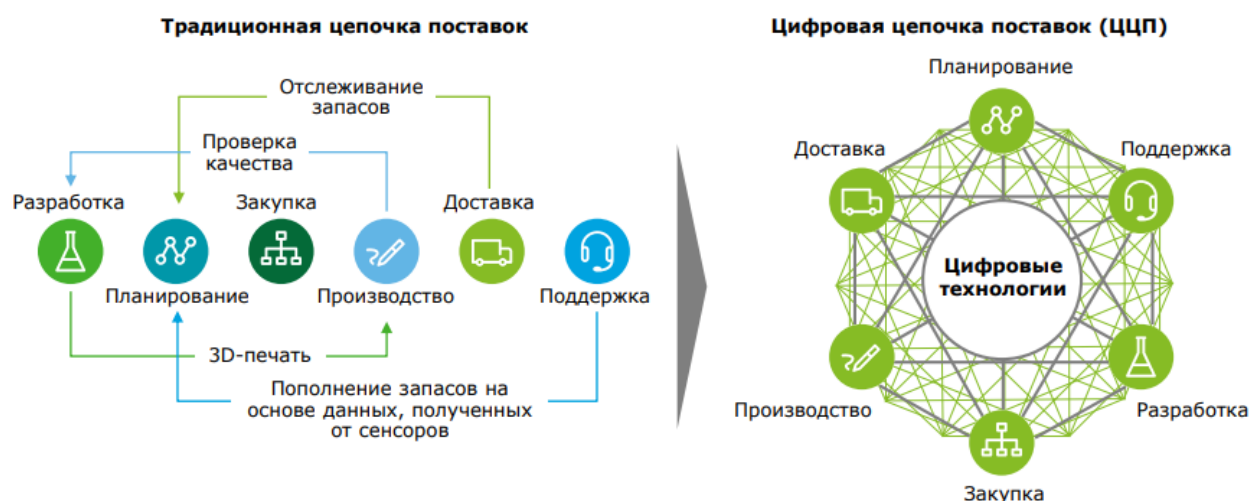 Традиционная цепочка поставок
Отслеживание
запасов
Проверка
качества
Разработка
Закупка
Доставка
Планирование
Производство
Поддержка
3D-печать
Пополнение запасов на
основе данных, полученных
от сенсоров
Цифровая цепочка поставок (ЦЦП)
Планирование
Доставка
Поддержка
Цифровые
технологии
Производство
Разработка
Закупка